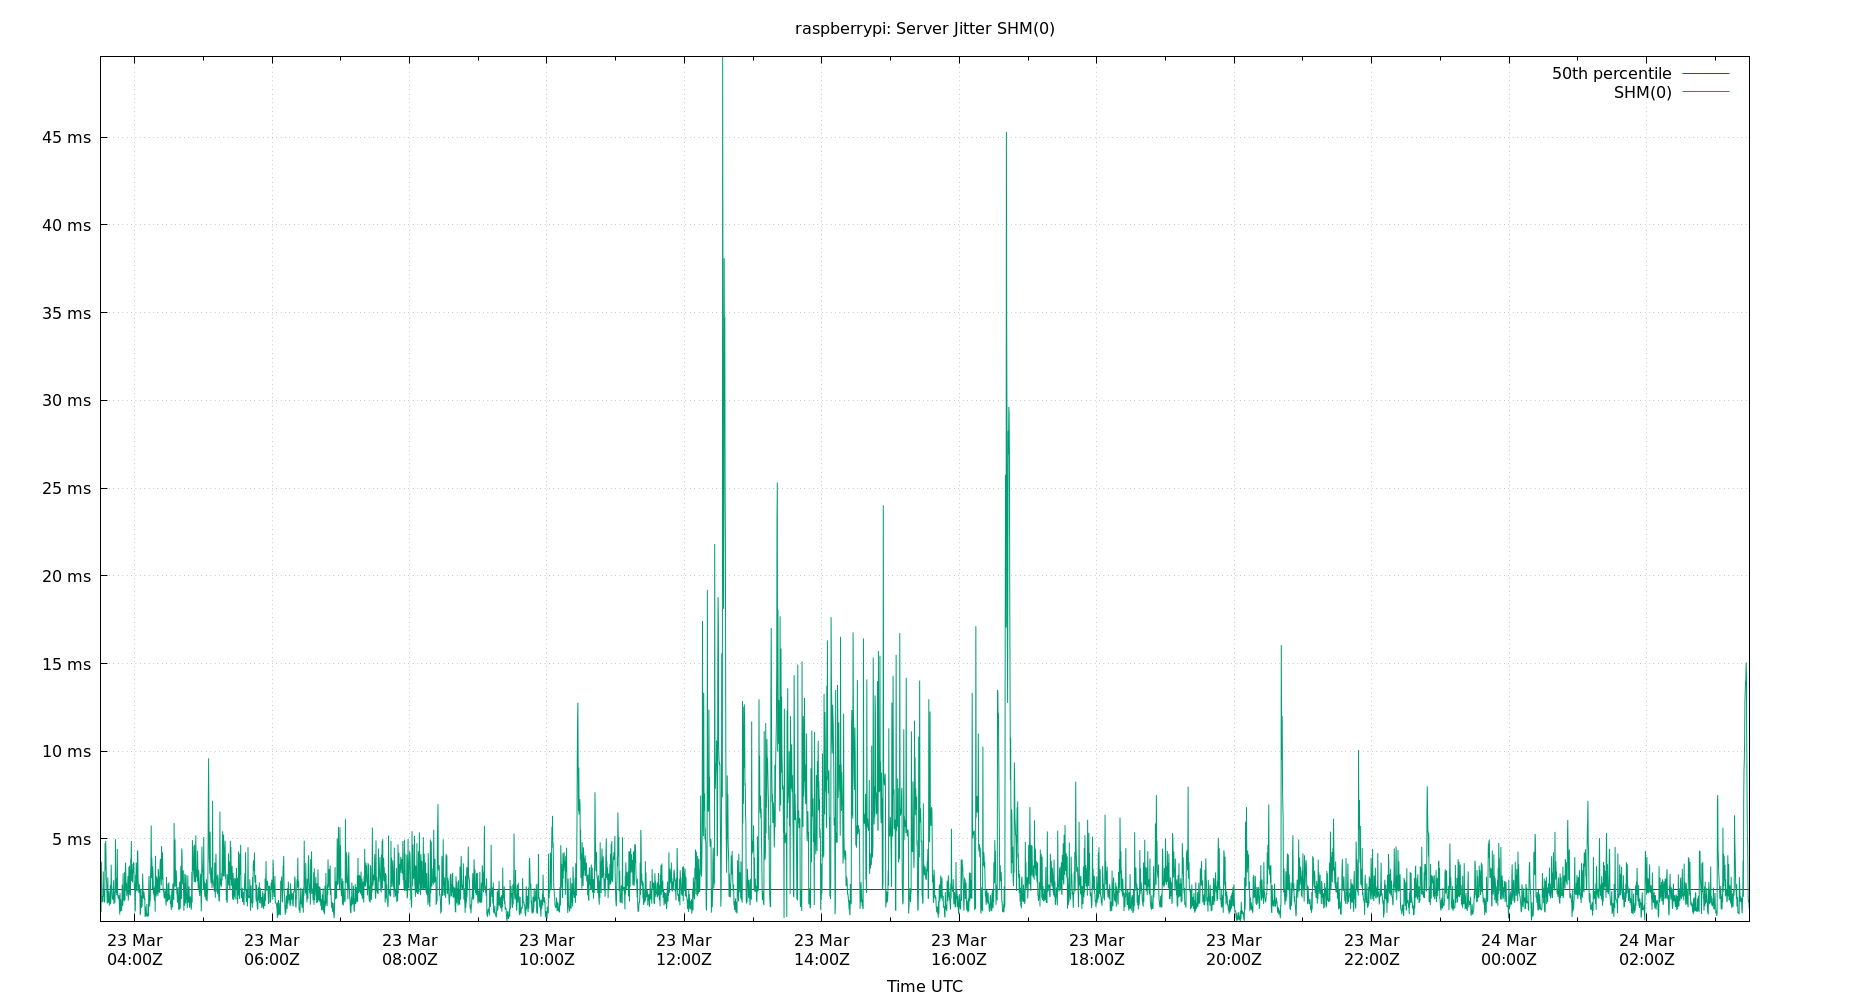 raspberrypi: Server Jitter SHM(0)
50th percentile
SHM(0)
45 ms
40 ms
35 ms
30 ms
25 ms
20 ms
15 ms
10 ms
5 ms
23 Mar 23 Mar 23 Mar 23 Mar 23 Mar 23 Mar 23 Mar 23 Mar 23 Mar 23 Mar 24 Mar 24 Mar
04:00Z 06:00Z 08:00Z 10:00Z 12:00Z 14:00Z 16:00Z 18:00Z 20:00Z 22:00Z 00:00Z 02:00Z
Time UTC